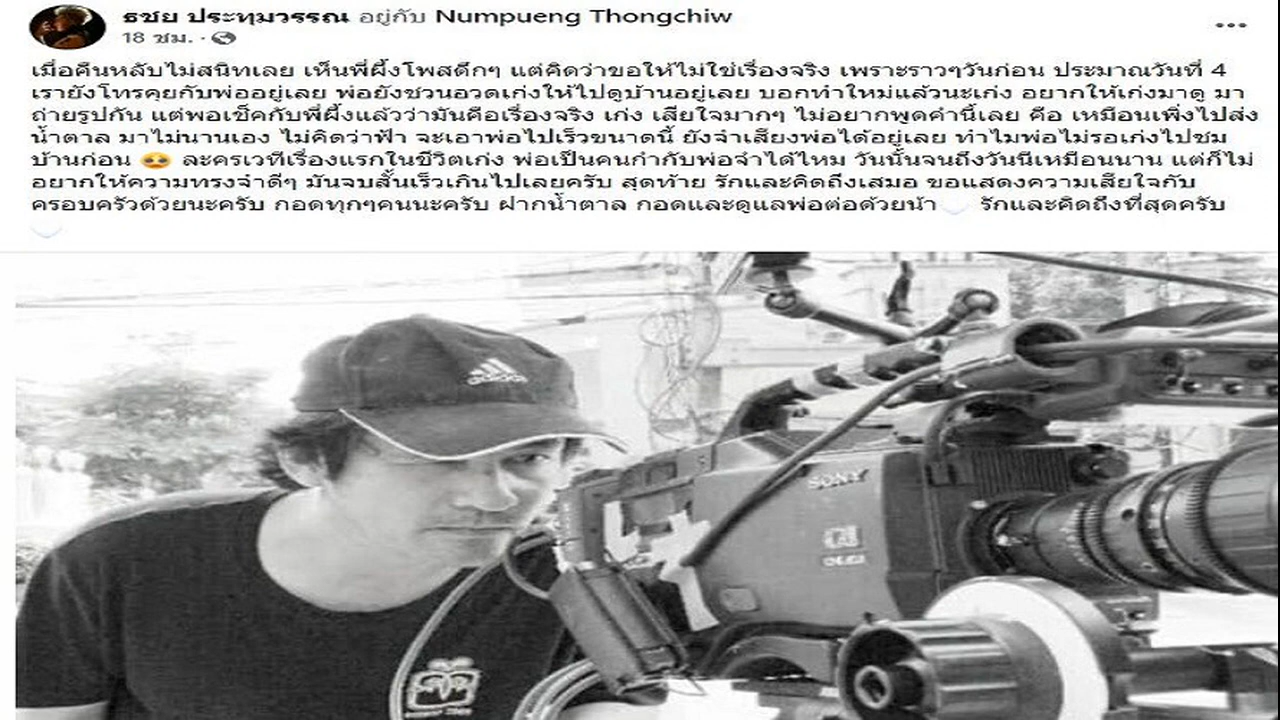 ธชย ประทุมวรรณ อยู่กับ Numpueng Thongchiw
18 ชม. ·
เมื่อคืนหลับไม่สนิทเลย เห็นพี่ผึ้งโพสดึกๆ แต่คิดว่าขอให้ไม่ใช่เรื่องจริง เพราะราวๆวันก่อน ประมาณวันที่ 4
เรายังโทรคุยกับพ่ออยู่เลย พ่อยังชวนอวดเก่งให้ไปดูบ้านอยู่เลย บอกทำใหม่แล้วนะเก่ง อยากให้เก่งมาดู มา
ถ่ายรูปกัน แต่พอเช็คกับพี่ผึ้งแล้วว่ามันคือเรื่องจริง เก่ง เสียใจมากๆ ไม่อยากพูดคำนี้เลย คือ เหมือนเพิ่งไปส่ง
น้ำตาล มาไม่นานเอง ไม่คิดว่าฟ้า จะเอาพ่อไปเร็วขนาดนี้ ยังจำเสียงพ่อได้อยู่เลย ทำไมพ่อไม่รอเก่งไปชม
บ้านก่อน 😍 ละครเวทีเรื่องแรกในชีวิตเก่ง พ่อเป็นคนกำกับพ่อจำได้ไหม วันนั้นจนถึงวันนี้เหมือนนาน แต่ก็ไม่
อยากให้ความทรงจำดีๆ มันจบสั้นเร็วเกินไปเลยครับ สุดท้าย รักและคิดถึงเสมอ ขอแสดงความเสียใจกับ
ครอบครัวด้วยนะครับ กอดทุกๆคนนะครับ ฝากน้ำตาล กอดและดูแลพ่อต่อด้วยน้า🤍 รักและคิดถึงที่สุดครับ
🤍
adidas
SONY